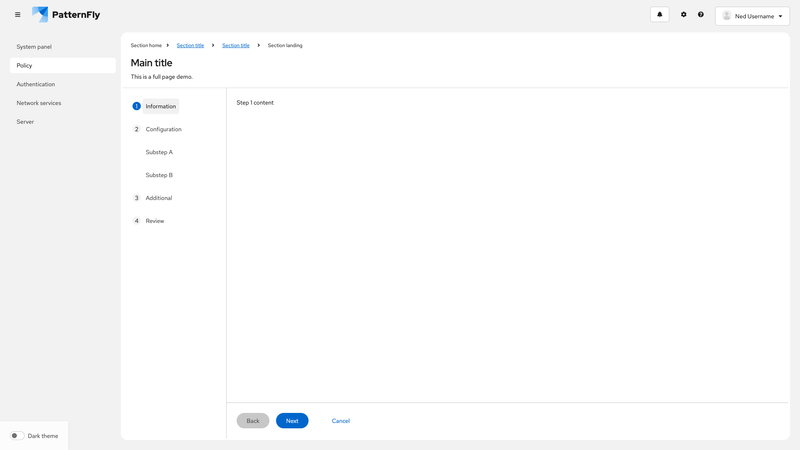 PatternFly
Ned Username
System panel
Policy
Authentication
Network services
Server
Section home
Section title
Section title
Section landing
Main title
This is a full page demo.
1 Information
2 Configuration
Substep A
Substep B
3 Additional
4 Review
Step 1 content
Back
Next
Cancel
Dark theme